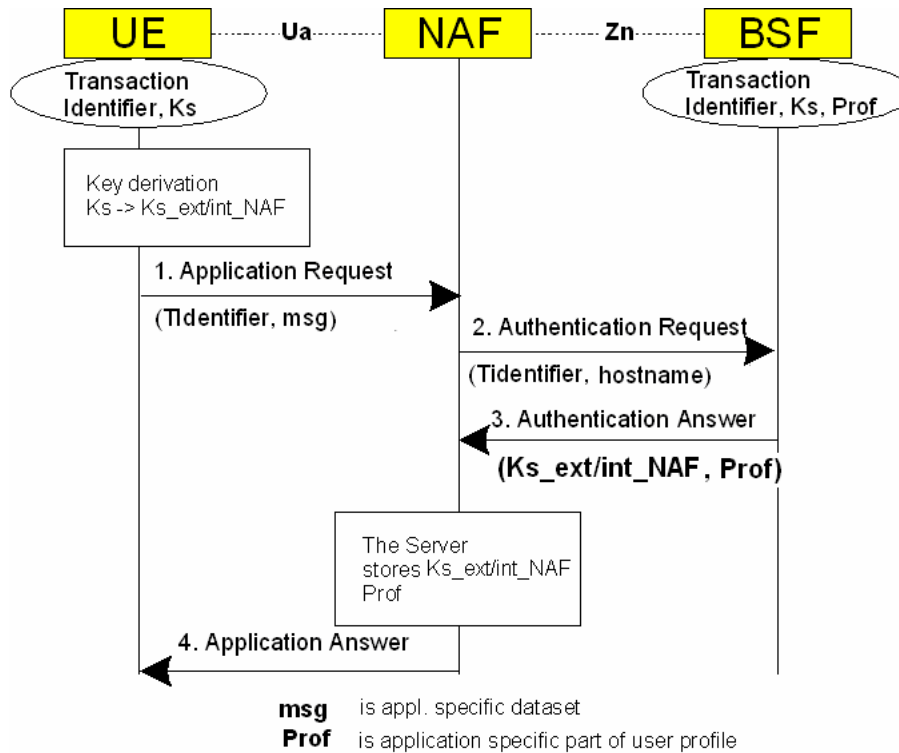 UE Ua NAF Zn BSF
Transaction
Identifier, Ks
Transaction
Identifier, Ks, Prof
Key derivation
Ks -> Ks_ext/int_NAF
1. Application Request
(TIdentifier, msg)
2. Authentication Request
(Tidentifier, hostname)
3. Authentication Answer
(Ks_ext/int_NAF, Prof)
The Server
stores Ks_ext/int_NAF
Prof
4. Application Answer
msg is appl. specific dataset
Prof is application specific part of user profile